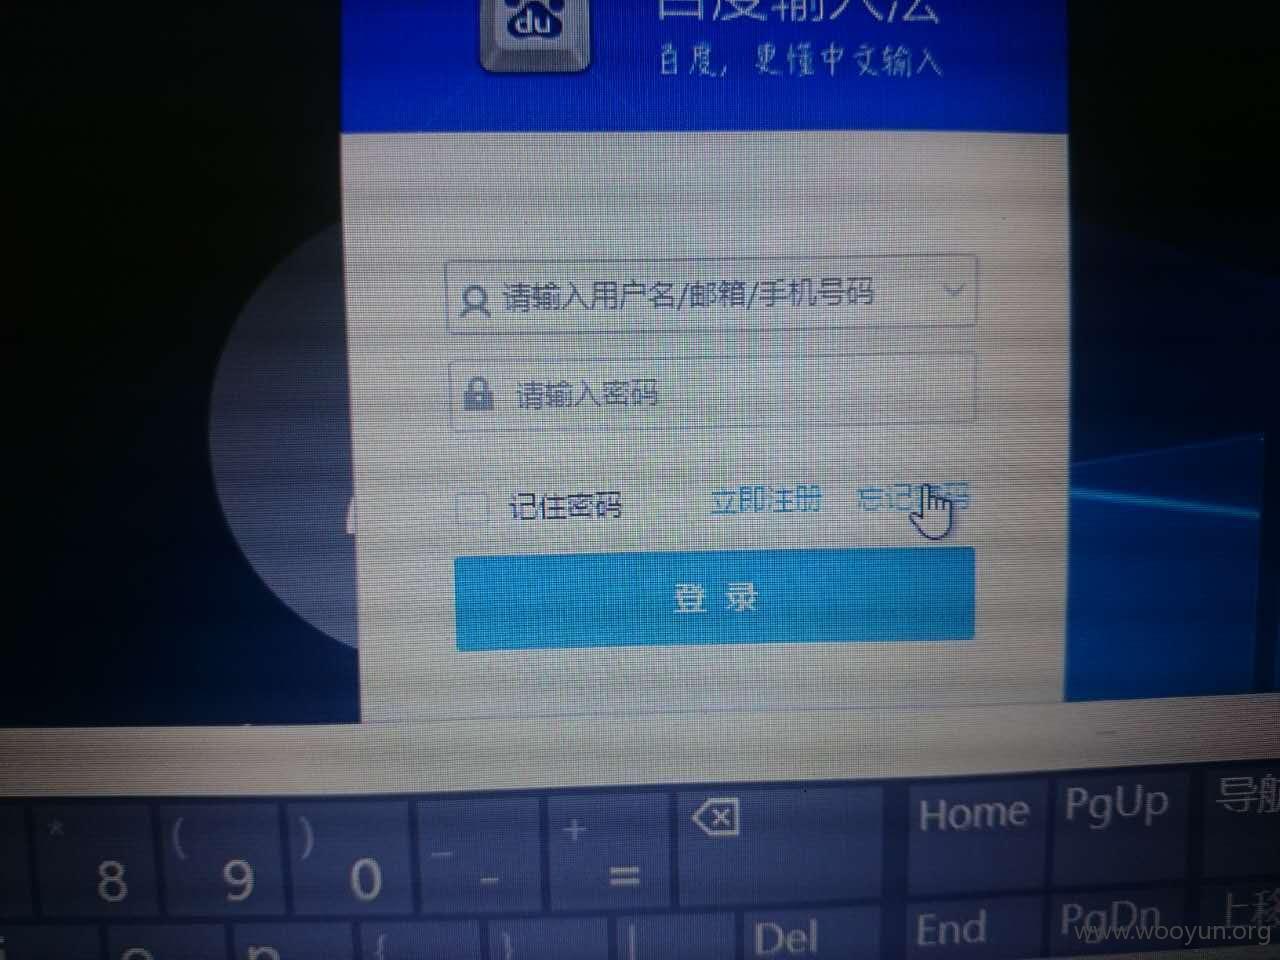 du
百度输入法
百度，更懂中文输入
请输入用户名/邮箱/手机号码
请输入密码
记住密码 立即注册 忘记密码
登 录
* ( ) _ +
8 9 0 - = Home PgUp 导航
{ } |
Del End PgDn 上移
www.wooyun.org